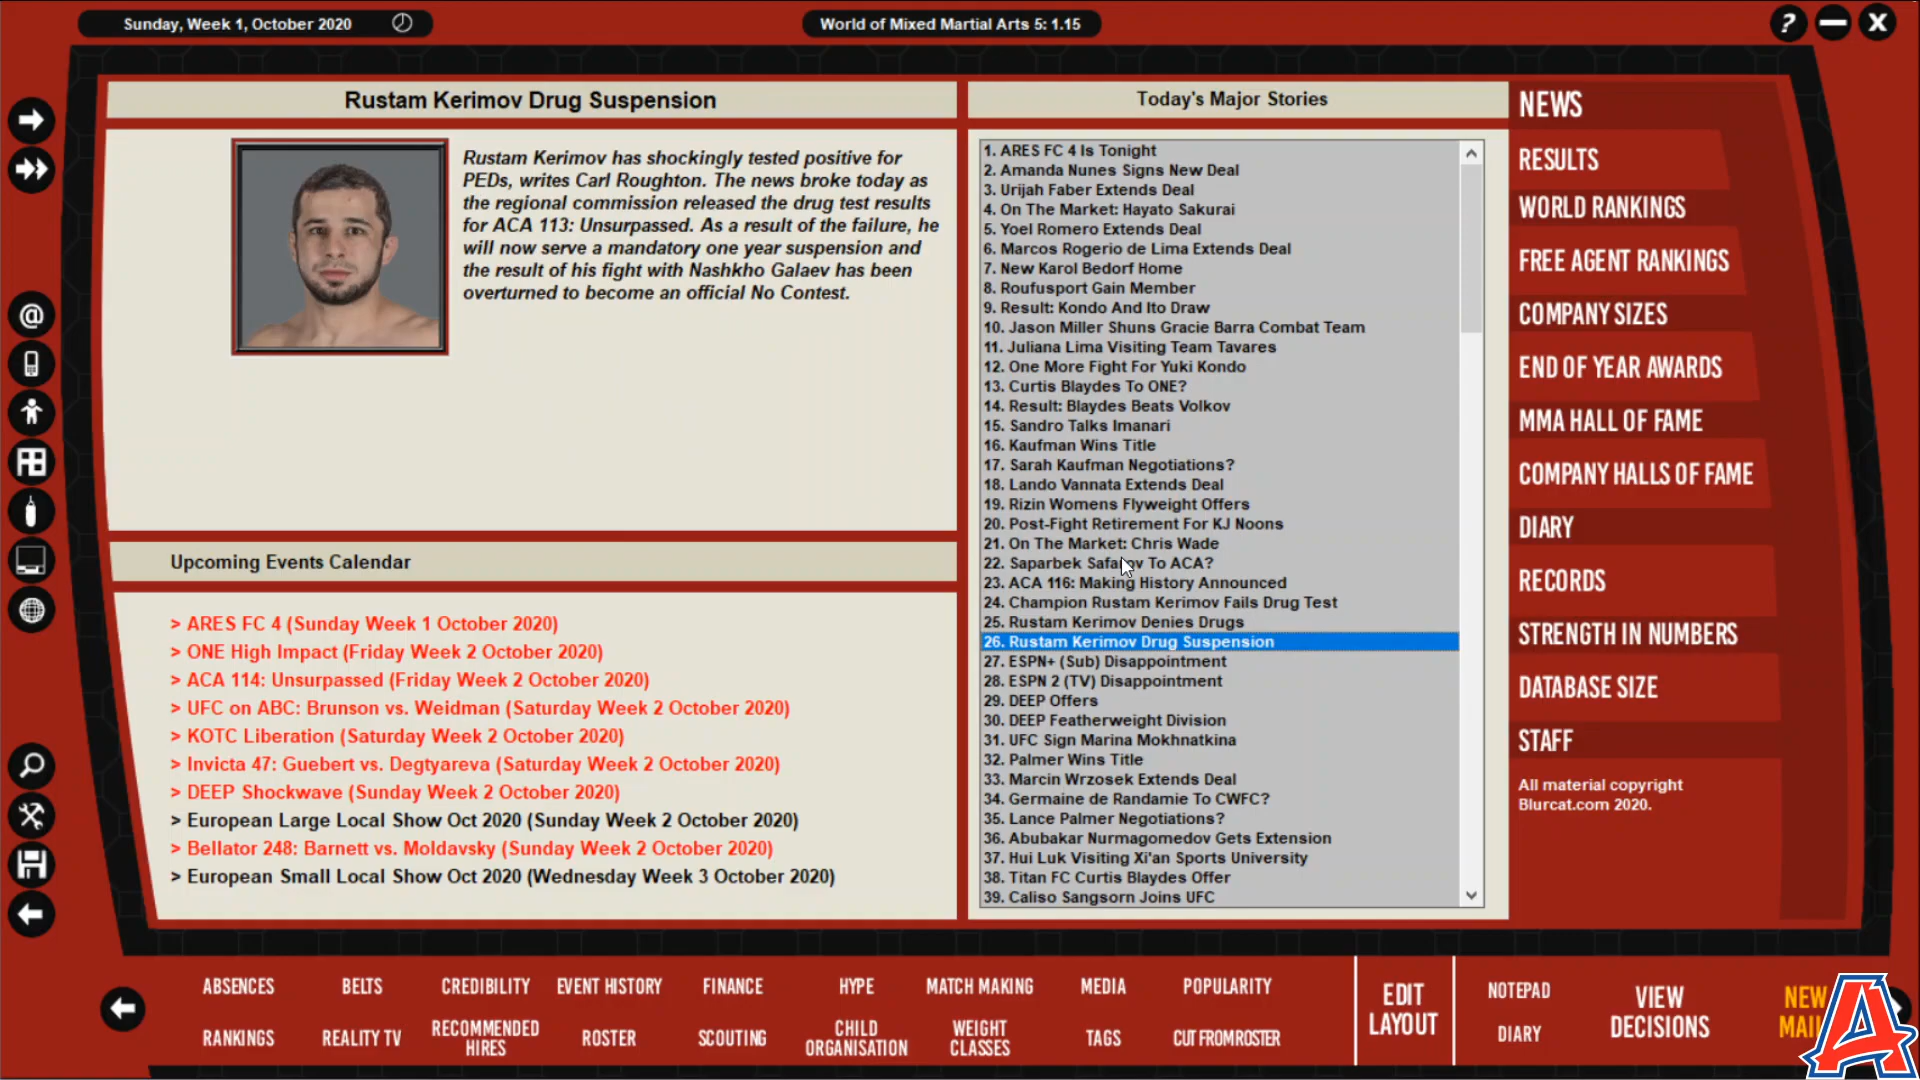 Sunday, Week 1, October 2020
World of Mixed Martial Arts 5: 1.15
?
X
Rustam Kerimov Drug Suspension
Rustam Kerimov has shockingly tested positive for
PEDs, writes Carl Roughton. The news broke today as
the regional commission released the drug test results
for ACA 113: Unsurpassed. As a result of the failure, he
will now serve a mandatory one year suspension and
the result of his fight with Nashkho Galaev has been
overturned to become an official No Contest.
Upcoming Events Calendar
> ARES FC 4 (Sunday Week 1 October 2020)
> ONE High Impact (Friday Week 2 October 2020)
> ACA 114: Unsurpassed (Friday Week 2 October 2020)
> UFC on ABC: Brunson vs. Weidman (Saturday Week 2 October 2020)
> KOTC Liberation (Saturday Week 2 October 2020)
> Invicta 47: Guebert vs. Degtyareva (Saturday Week 2 October 2020)
> DEEP Shockwave (Sunday Week 2 October 2020)
> European Large Local Show Oct 2020 (Sunday Week 2 October 2020)
> Bellator 248: Barnett vs. Moldavsky (Sunday Week 2 October 2020)
> European Small Local Show Oct 2020 (Wednesday Week 3 October 2020)
Today's Major Stories
1. ARES FC 4 Is Tonight
2. Amanda Nunes Signs New Deal
3. Urijah Faber Extends Deal
4. On The Market: Hayato Sakurai
5. Yoel Romero Extends Deal
6. Marcos Rogerio de Lima Extends Deal
7. New Karol Bedorf Home
8. Roufusport Gain Member
9. Result: Kondo And Ito Draw
10. Jason Miller Shuns Gracie Barra Combat Team
11. Juliana Lima Visiting Team Tavares
12. One More Fight For Yuki Kondo
13. Curtis Blaydes To ONE?
14. Result: Blaydes Beats Volkov
15. Sandro Talks Imanari
16. Kaufman Wins Title
17. Sarah Kaufman Negotiations?
18. Lando Vannata Extends Deal
19. Rizin Womens Flyweight Offers
20. Post-Fight Retirement For KJ Noons
21. On The Market: Chris Wade
22. Saparbek Safarov To ACA?
23. ACA 116: Making History Announced
24. Champion Rustam Kerimov Fails Drug Test
25. Rustam Kerimov Denies Drugs
26. Rustam Kerimov Drug Suspension
27. ESPN+ (Sub) Disappointment
28. ESPN 2 (TV) Disappointment
29. DEEP Offers
30. DEEP Featherweight Division
31. UFC Sign Marina Mokhnatkina
32. Palmer Wins Title
33. Marcin Wrzosek Extends Deal
34. Germaine de Randamie To CWFC?
35. Lance Palmer Negotiations?
36. Abubakar Nurmagomedov Gets Extension
37. Hui Luk Visiting Xi'an Sports University
38. Titan FC Curtis Blaydes Offer
39. Caliso Sangsorn Joins UFC
NEWS
RESULTS
WORLD RANKINGS
FREE AGENT RANKINGS
COMPANY SIZES
END OF YEAR AWARDS
MMA HALL OF FAME
COMPANY HALLS OF FAME
DIARY
RECORDS
STRENGTH IN NUMBERS
DATABASE SIZE
STAFF
All material copyright
Blurcat.com 2020.
@
ABSENCES BELTS CREDIBILITY EVENT HISTORY FINANCE HYPE MATCH MAKING MEDIA POPULARITY
RANKINGS REALITY TV RECOMMENDED HIRES ROSTER SCOUTING CHILD ORGANISATION WEIGHT CLASSES TAGS CUT FROM ROSTER
EDIT
LAYOUT
NOTEPAD
DIARY
VIEW
DECISIONS
NEW
MAIL
A